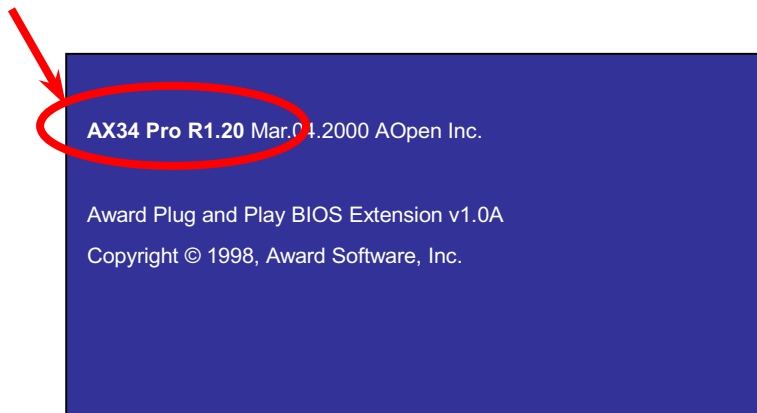 AX34 Pro R1.20 Mar.04.2000 AOpen Inc.
Award Plug and Play BIOS Extension v1.0A
Copyright © 1998, Award Software, Inc.